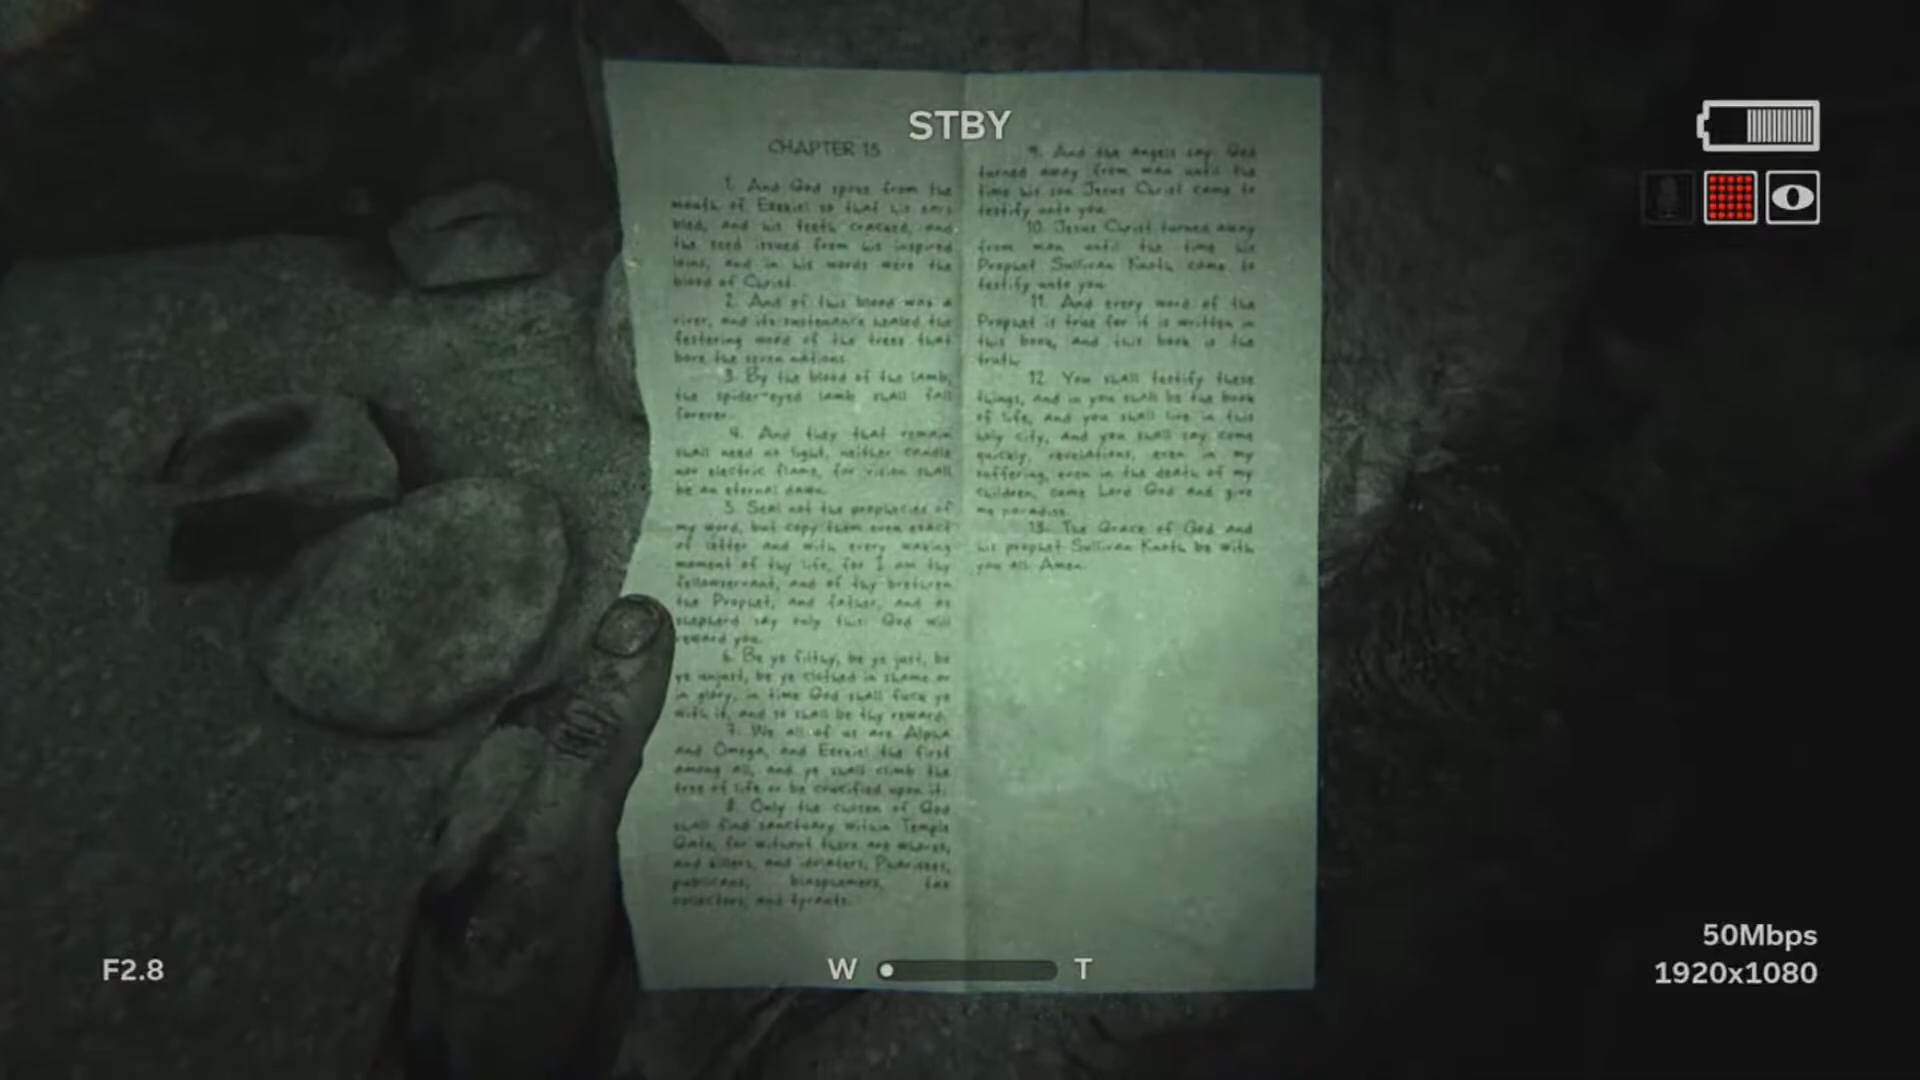 STBY
CHAPTER 15
1. And God sprue from the
mouth of Ezekiel so that his ears
bled, and his teeth cracked, and
the seed issued from his inspired
loins, and in his words were the
blood of Christ.
2. And of this blood was a
river, and its sustenance healed the
festering word of the trees that
bore the seven nations.
3. By the blood of the lamb,
the spider-eyed lamb shall fall
forever.
4. And they that remain
shall need no light, neither candle
nor electric flame, for vision shall
be an eternal dawn.
5. Seal not the prophecies of
my word, but copy them even exact
of letter and with every waking
moment of thy life, for I am thy
fellowservant, and of thy brethren
the Prophet, and father, and as
shepherd say only this: God will
reward you.
6. Be ye filthy, be ye just, be
ye unjust, be ye clothed in shame or
in glory, in time God shall fuck ye
with it, and so shall be thy reward.
7. We all of us are Alpha
and Omega, and Ezekiel the first
among all, and ye shall climb the
tree of life or be crucified upon it.
8. Only the chosen of God
shall find sanctuary within Temple
Gate, for without there are whores,
and killers, and idolaters, Pharisees,
publicans, blasphemers, tax
collectors, and tyrants.
9. And the angels say: God
turned away from man until the
time his son Jesus Christ came to
testify unto you.
10. Jesus Christ turned away
from man until the time his
Prophet Sullivan Knoth came to
testify unto you.
11. And every word of the
Prophet is true for it is written in
this book, and this book is the
truth.
12. You shall testify these
things, and in you shall be the book
of life, and you shall live in this
holy city, and you shall say come
quickly, revelations, even in my
suffering, even in the death of my
children, come Lord God and give
me paradise.
13. The Grace of God and
his prophet Sullivan Knoth be with
you all. Amen.
F2.8
W
T
50Mbps
1920x1080